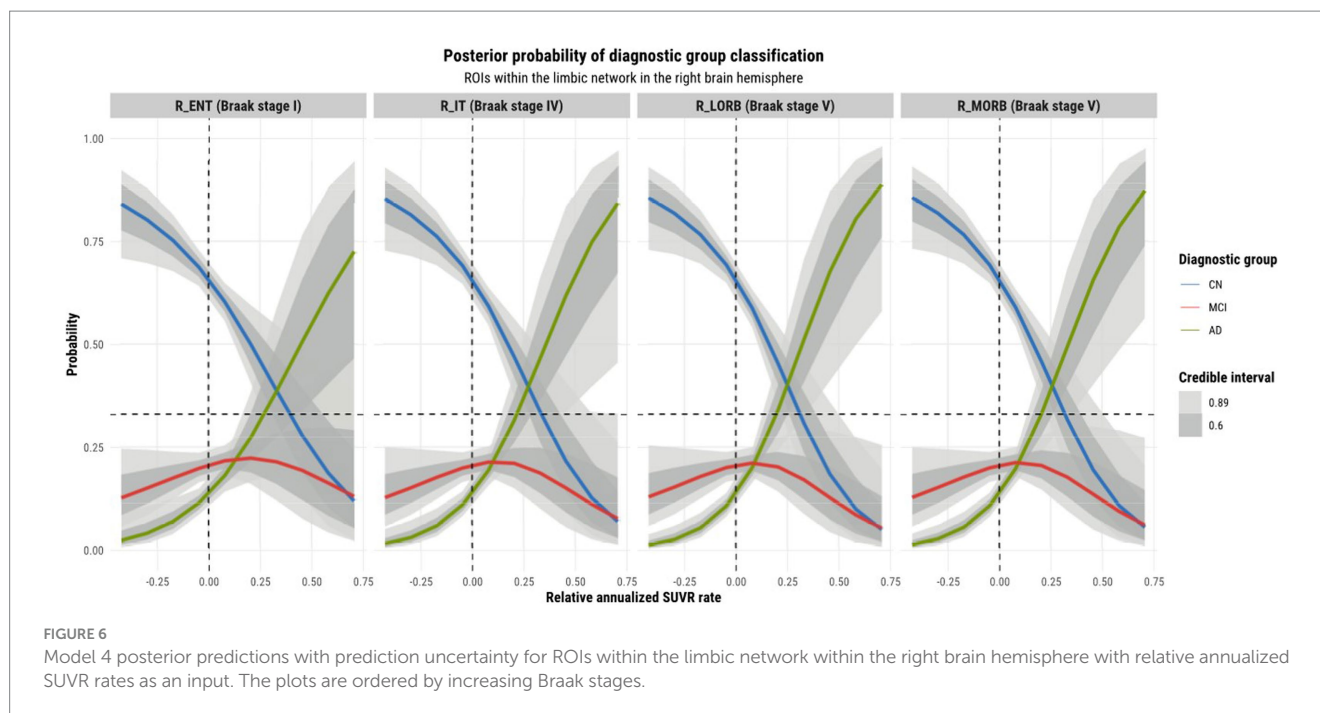 Posterior probability of diagnostic group classification
ROIs within the limbic network in the right brain hemisphere
R_ENT (Braak stage I) R_IT (Braak stage IV) R_LORB (Braak stage V) R_MORB (Braak stage V)
1.00
0.75
0.50
0.25
0.00
Probability
-0.25 0.00 0.25 0.50 0.75 -0.25 0.00 0.25 0.50 0.75 -0.25 0.00 0.25 0.50 0.75 -0.25 0.00 0.25 0.50 0.75
Relative annualized SUVR rate
Diagnostic group
CN
MCI
AD
Credible interval
0.89
0.6
FIGURE 6
Model 4 posterior predictions with prediction uncertainty for ROIs within the limbic network within the right brain hemisphere with relative annualized
SUVR rates as an input. The plots are ordered by increasing Braak stages.